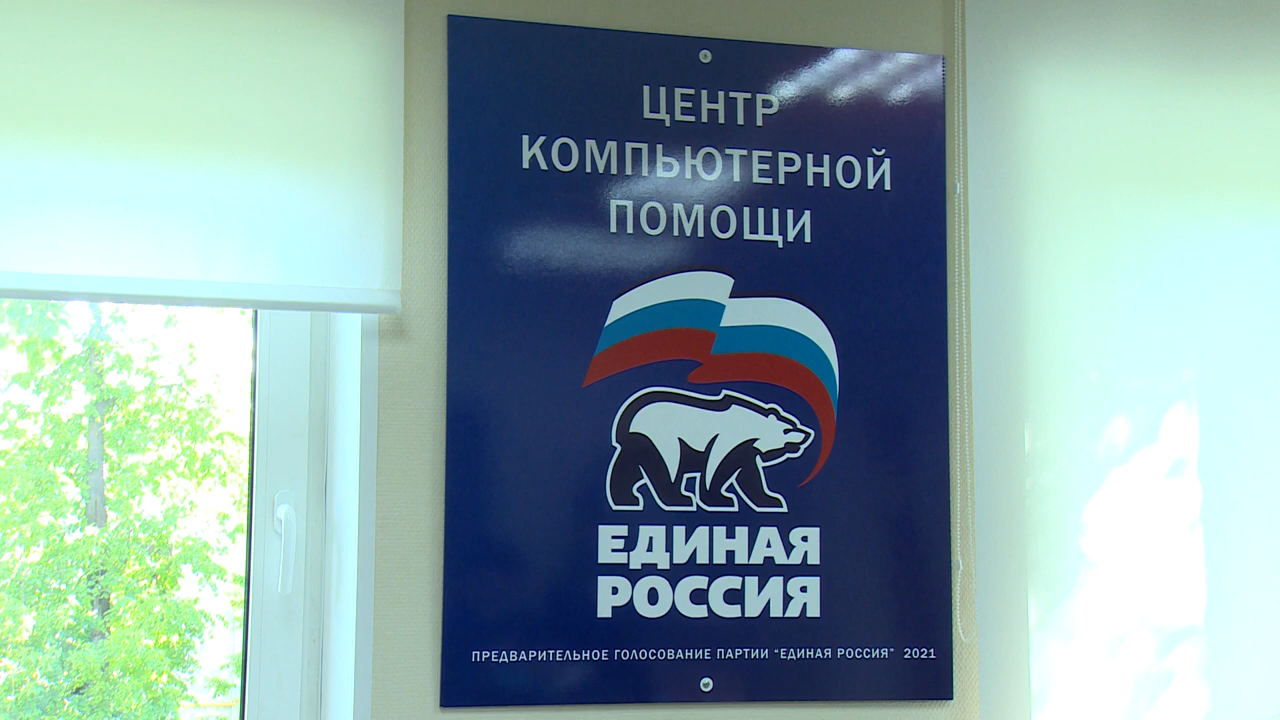 ЦЕНТР
КОМПЬЮТЕРНОЙ
ПОМОЩИ
ЕДИНАЯ
РОССИЯ
ПРЕДВАРИТЕЛЬНОЕ ГОЛОСОВАНИЕ ПАРТИИ “ЕДИНАЯ РОССИЯ” 2021